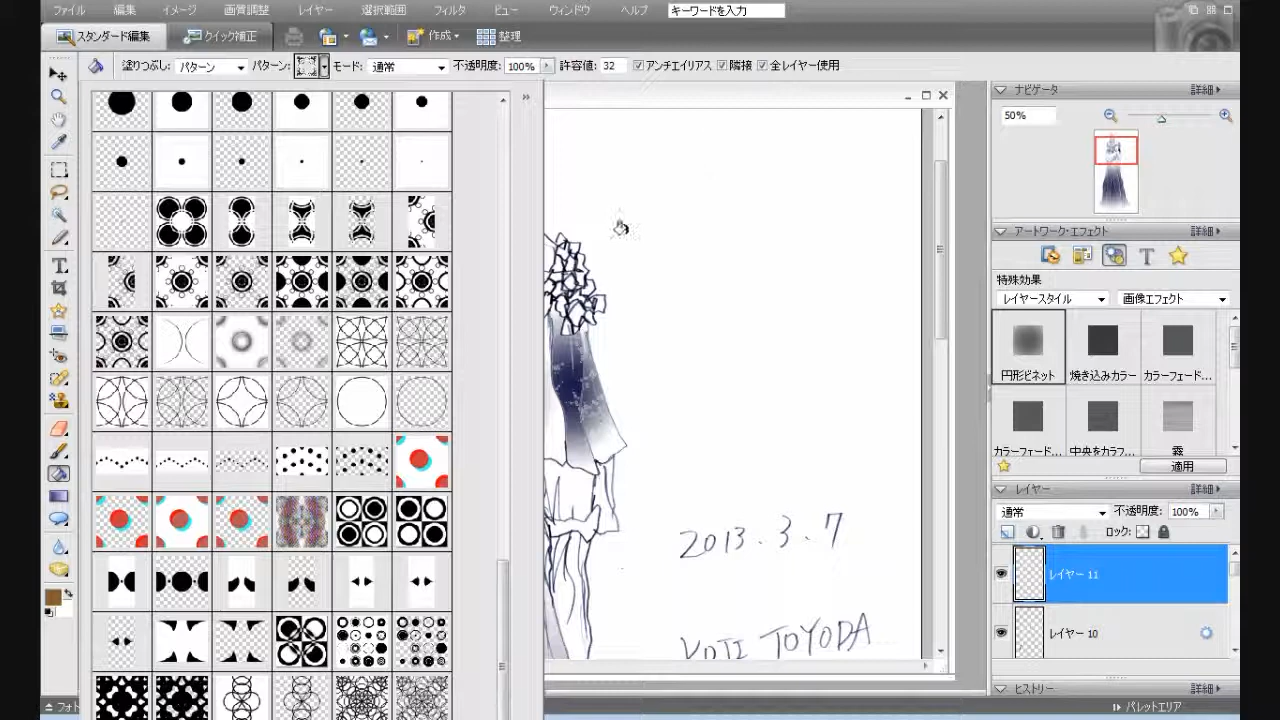 ファイル 編集 イメージ 画質調整 レイヤー 選択範囲 フィルタ ビュー ウィンドウ ヘルプ キーワードを入力
スタンダード編集 クイック補正 作成 整理
塗りつぶし: パターン パターン: モード: 通常 不透明度: 100% 許容値: 32 アンチエイリアス 隣接 全レイヤー使用
ナビゲータ 詳細
50%
アートワーク・エフェクト 詳細
特殊効果
レイヤースタイル 画像エフェクト
円形ビネット 焼き込みカラー カラーフェード...
カラーフェード... 中央をカラフ... 霧
適用
レイヤー 詳細
通常 不透明度: 100%
ロック:
レイヤー 11
レイヤー 10
2013.3.7
KOJI TOYODA
ヒストリー 詳細
フォト パレットエリア